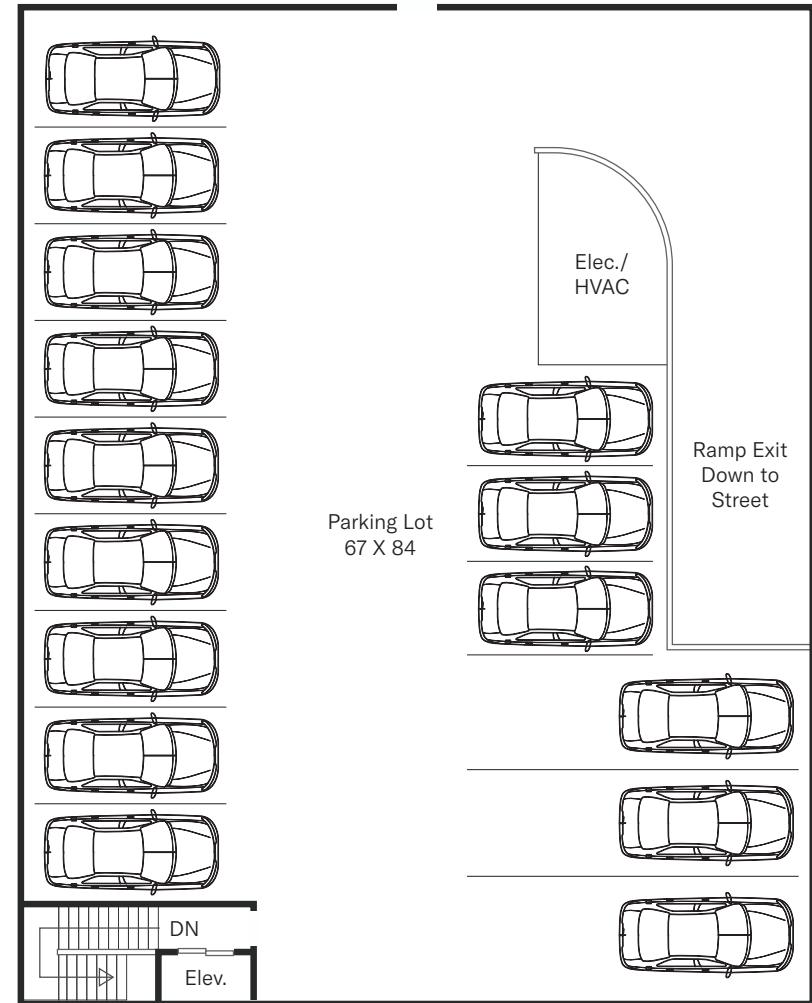 Elec./
HVAC
Ramp Exit
Down to
Street
Parking Lot
67 X 84
DN
Elev.